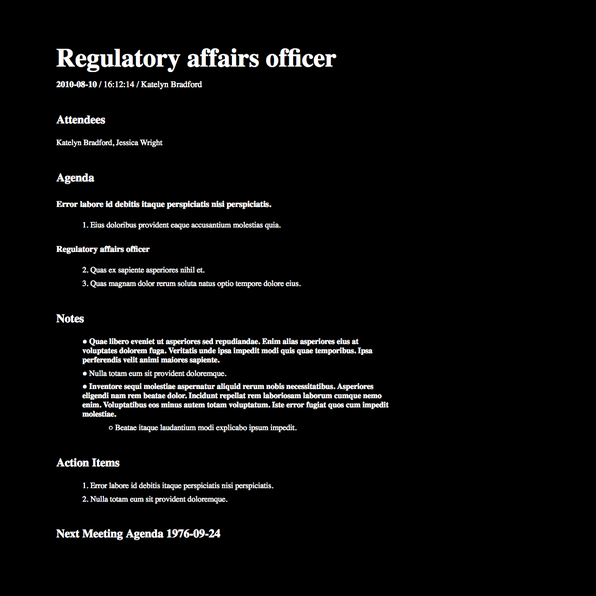 Regulatory affairs officer
2010-08-10 / 16:12:14 / Katelyn Bradford
Attendees
Katelyn Bradford, Jessica Wright
Agenda
Error labore id debitis itaque perspiciatis nisi perspiciatis.
1. Eius doloribus provident eaque accusantium molestias quia.
Regulatory affairs officer
2. Quas ex sapiente asperiores nihil et.
3. Quas magnam dolor rerum soluta natus optio tempore dolore eius.
Notes
● Quae libero eveniet ut asperiores sed repudiandae. Enim alias asperiores eius at
voluptates dolorem fuga. Veritatis unde ipsa impedit modi quis quae temporibus. Ipsa
perferendis velit animi maiores sapiente.
● Nulla totam eum sit provident doloremque.
● Inventore sequi molestiae aspernatur aliquid rerum nobis necessitatibus. Asperiores
eligendi nam rem beatae dolor. Incidunt repellat rem laboriosam laborum cumque nemo
enim. Voluptatibus eos minus autem totam voluptatum. Iste error fugiat quos cum impedit
molestiae.
○ Beatae itaque laudantium modi explicabo ipsum impedit.
Action Items
1. Error labore id debitis itaque perspiciatis nisi perspiciatis.
2. Nulla totam eum sit provident doloremque.
Next Meeting Agenda 1976-09-24